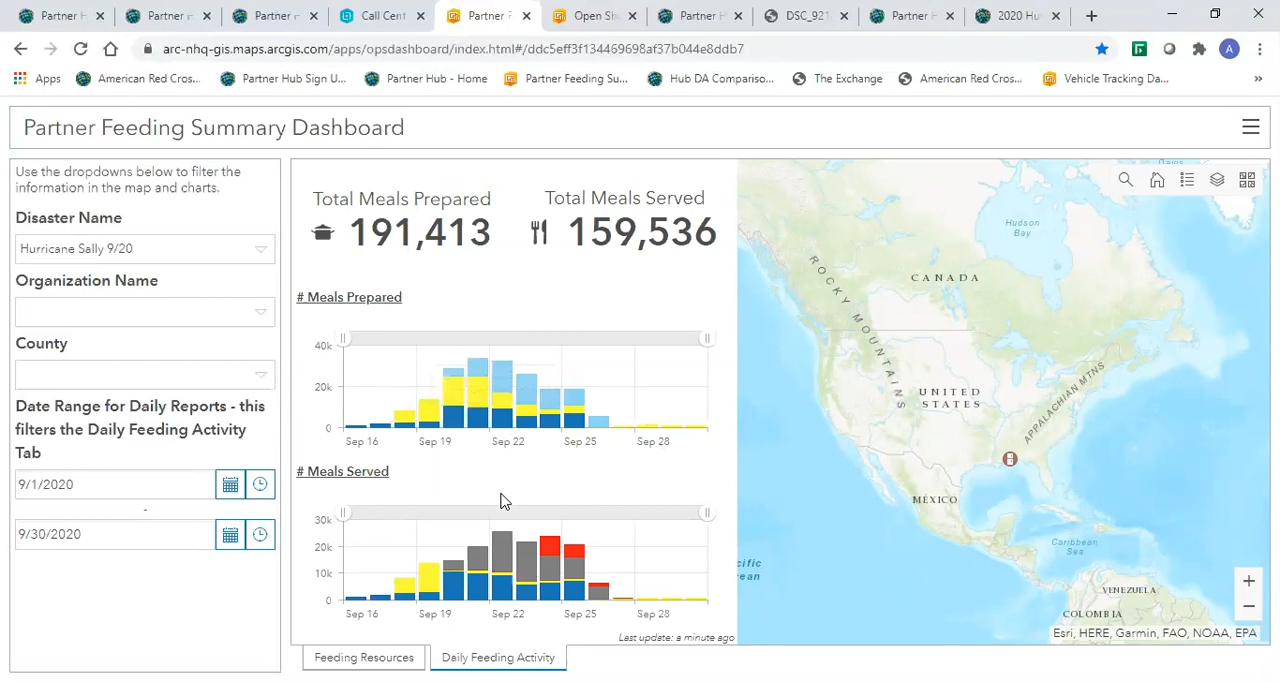 Partner H
Partner in
Partner n
Call Cent
Partner F
Open Sh
Partner H
DSC_921
Partner F
2020 Hu
arc-nhq-gis.maps.arcgis.com/apps/opsdashboard/index.html#/ddc5eff3f134469698af37b044e8ddb7
A
Apps
American Red Cros...
Partner Hub Sign U...
Partner Hub - Home
Partner Feeding Su...
Hub DA Compariso...
The Exchange
American Red Cros...
Vehicle Tracking Da...
»
Partner Feeding Summary Dashboard
Use the dropdowns below to filter the
information in the map and charts.
Disaster Name
Hurricane Sally 9/20
Organization Name
County
Date Range for Daily Reports - this
filters the Daily Feeding Activity
Tab
9/1/2020
-
9/30/2020
Total Meals Prepared
191,413
Total Meals Served
159,536
# Meals Prepared
40k
20k
0
Sep 16 Sep 19 Sep 22 Sep 25 Sep 28
# Meals Served
30k
20k
10k
0
Sep 16 Sep 19 Sep 22 Sep 25 Sep 28
Last update: a minute ago
Feeding Resources
Daily Feeding Activity
Hudson
Bay
CANADA
ROCKY MOUNTAINS
UNITED
STATES
APPALACHIAN MTNS
MÉXICO
Caribbean
Sea
cific
ean
VENEZUELA
COLOMBIA
Esri, HERE, Garmin, FAO, NOAA, EPA